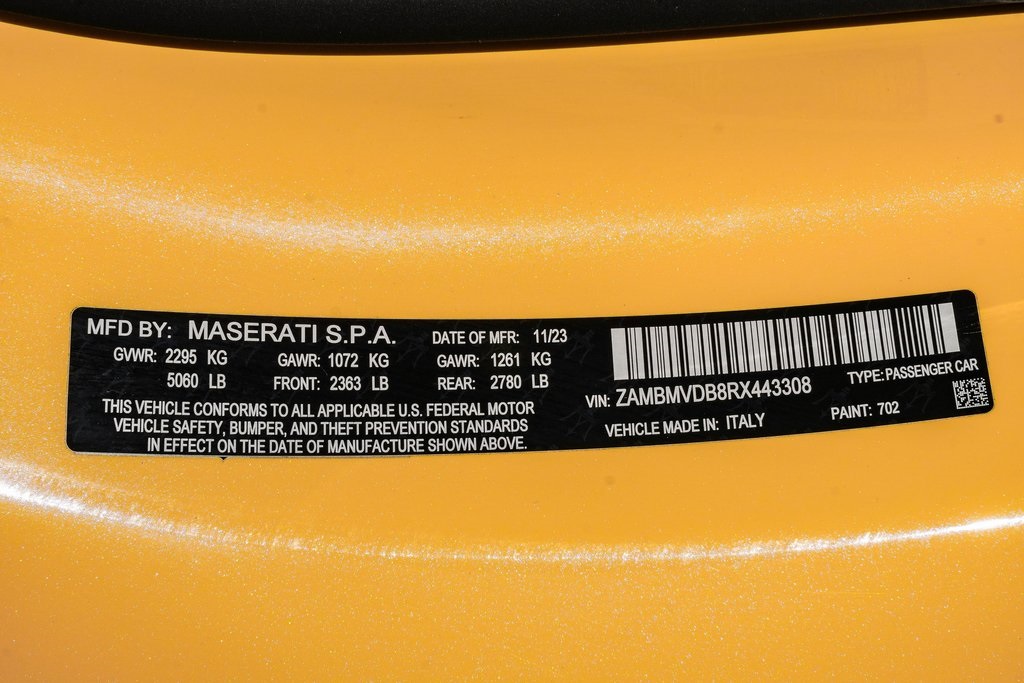 MFD BY: MASERATI S.P.A. DATE OF MFR: 11/23
GVWR: 2295 KG GAWR: 1072 KG GAWR: 1261 KG
5060 LB FRONT: 2363 LB REAR: 2780 LB
THIS VEHICLE CONFORMS TO ALL APPLICABLE U.S. FEDERAL MOTOR
VEHICLE SAFETY, BUMPER, AND THEFT PREVENTION STANDARDS
IN EFFECT ON THE DATE OF MANUFACTURE SHOWN ABOVE.
VIN: ZAMBMVDB8RX443308 TYPE: PASSENGER CAR
VEHICLE MADE IN: ITALY PAINT: 702